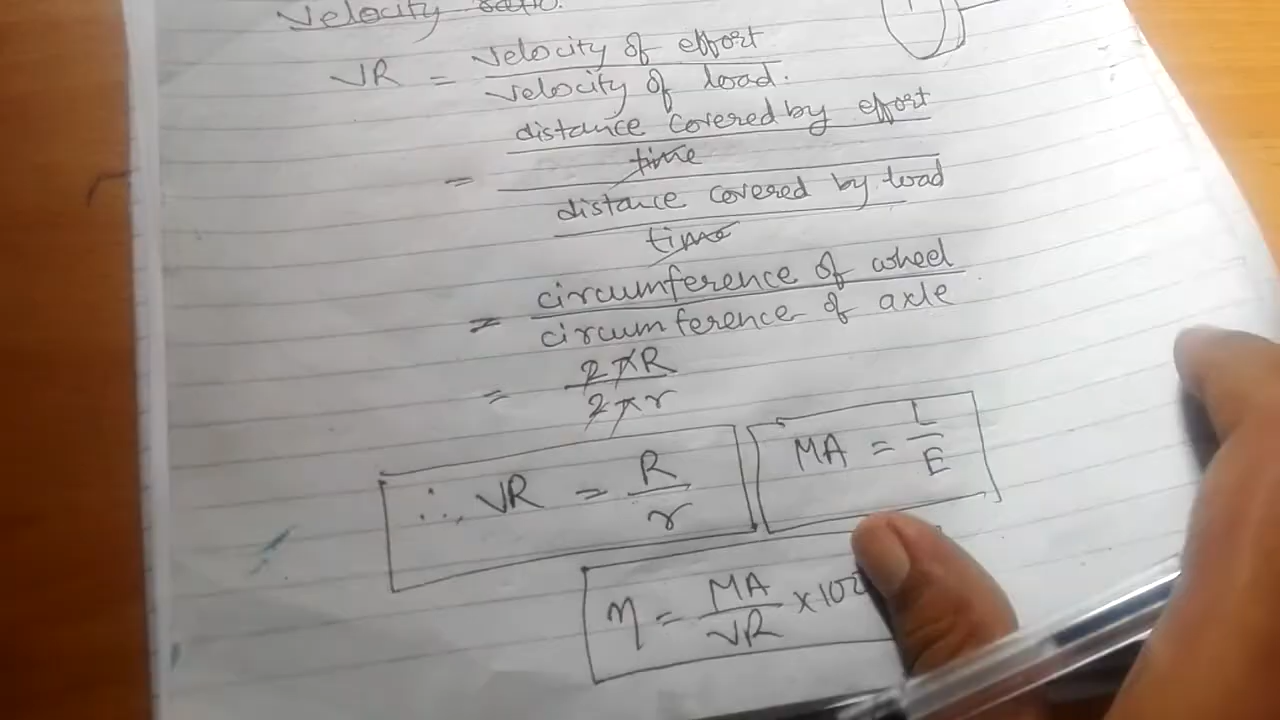 Velocity ratio.
VR = velocity of effort
velocity of load.
= distance covered by effort
time
distance covered by load
time
= circumference of wheel
circumference of axle
= 2πR
2πr
∴ VR = R
r
MA = L
E
η = MA
VR
×100